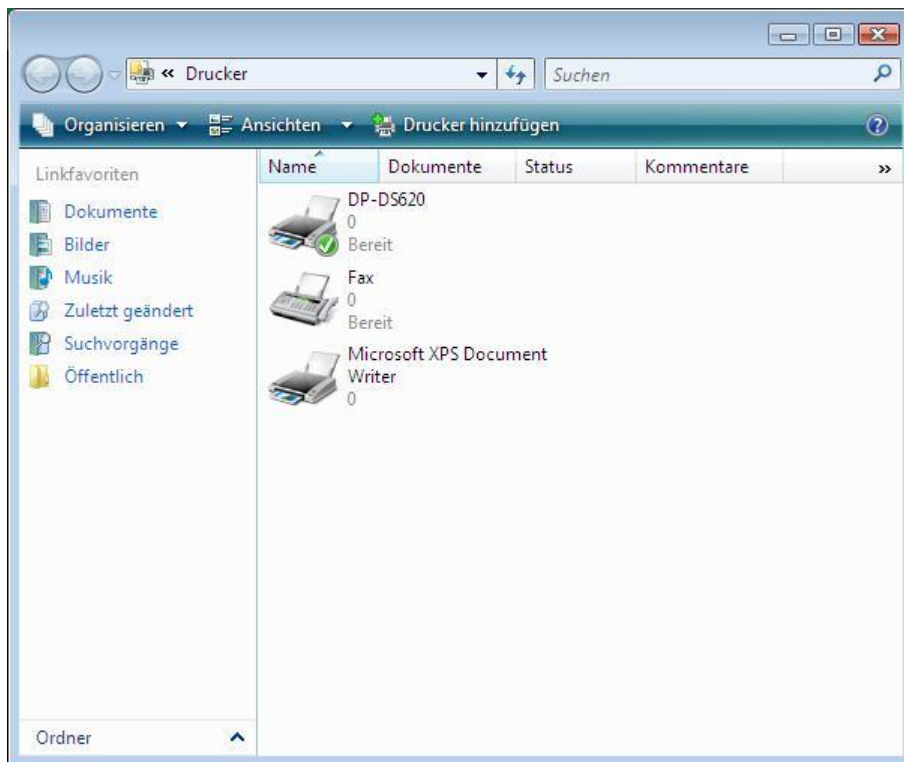 « Drucker
Suchen
Organisieren Ansichten Drucker hinzufügen
Linkfavoriten
Dokumente
Bilder
Musik
Zuletzt geändert
Suchvorgänge
Öffentlich
Ordner
Name Dokumente Status Kommentare »
DP-DS620
0
Bereit
Fax
0
Bereit
Microsoft XPS Document
Writer
0